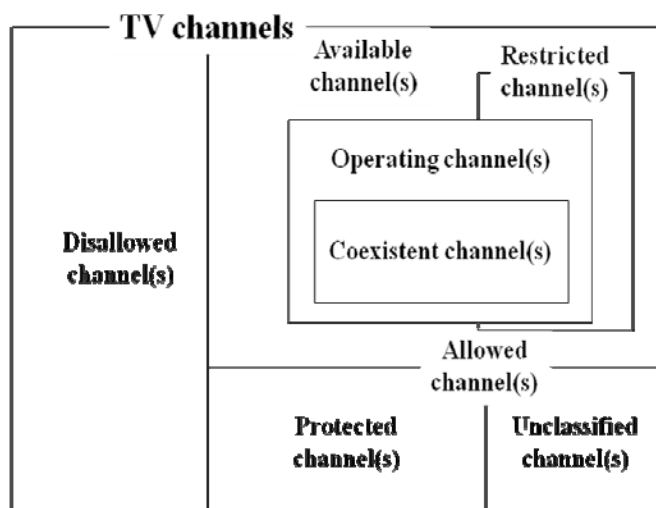 TV channels
Available
channel(s)
Restricted
channel(s)
Operating channel(s)
Coexistent channel(s)
Disallowed
channel(s)
Allowed
channel(s)
Protected
channel(s)
Unclassified
channel(s)